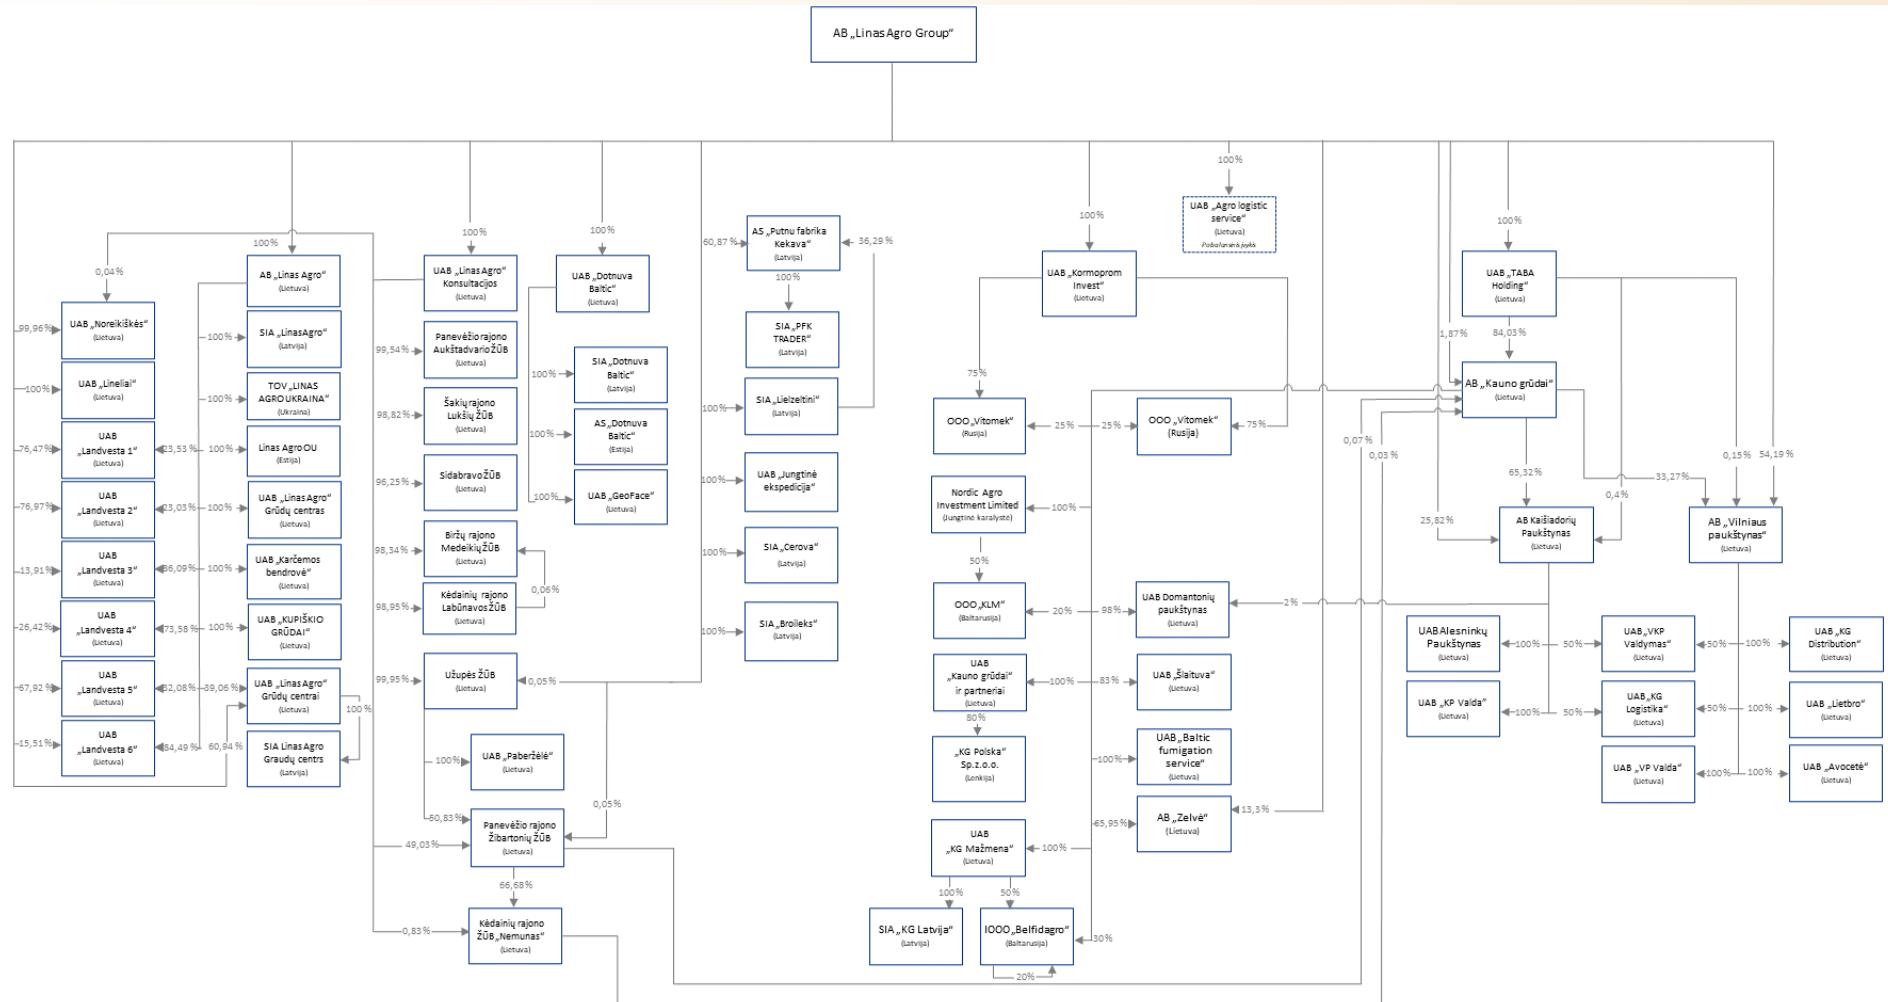 AB „Linas Agro Group“
100%
UAB „Agro logistic
service“
(Lietuva)
Pobalansinis įvykis
0,04%
100%
100%
100%
60,87%
AS „Putnu fabrika
Kekava“
(Latvija)
36,29%
100%
100%
AB „Linas Agro“
(Lietuva)
UAB „Linas Agro“
Konsultacijos
(Lietuva)
UAB „Dotnuva
Baltic“
(Lietuva)
100%
UAB „Kormoprom
Invest“
(Lietuva)
UAB „TABA
Holding“
(Lietuva)
99,96%
UAB „Noreikiškės“
(Lietuva)
100%
SIA „Linas Agro“
(Latvija)
99,54%
Panevėžio rajono
Aukštadvario ŽŪB
(Lietuva)
SIA „PFK
TRADER“
(Latvija)
1,87%
84,03%
100%
UAB „Lineliai“
(Lietuva)
100%
TOV „LINAS
AGRO UKRAINA“
(Ukraina)
98,82%
Šakių rajono
Lukšių ŽŪB
(Lietuva)
100%
SIA „Dotnuva
Baltic“
(Latvija)
100%
SIA „Lielzeltini“
(Latvija)
75%
AB „Kauno grūdai“
(Lietuva)
76,47%
UAB
„Landvesta 1“
(Lietuva)
23,53%
100%
Linas Agro OU
(Estija)
100%
AS „Dotnuva
Baltic“
(Estija)
OOO „Vitomek“
(Rusija)
25%
25%
OOO „Vitomek“
(Rusija)
75%
0,07%
0,03%
96,25%
Sidabravo ŽŪB
(Lietuva)
100%
UAB „Jungtinė
ekspedicija“
(Lietuva)
65,32%
33,27%
0,15%
54,19%
0,4%
76,97%
UAB
„Landvesta 2“
(Lietuva)
23,03%
100%
UAB „Linas Agro“
Grūdų centras
(Lietuva)
100%
UAB „GeoFace“
(Lietuva)
Nordic Agro
Investment Limited
(Jungtinė karalystė)
100%
25,82%
AB Kaišiadorių
Paukštynas
(Lietuva)
AB „Vilniaus
paukštynas“
(Lietuva)
13,91%
UAB
„Landvesta 3“
(Lietuva)
86,09%
100%
UAB „Karčemos
bendrovė“
(Lietuva)
98,34%
Biržų rajono
Medeikių ŽŪB
(Lietuva)
100%
SIA „Cerova“
(Latvija)
50%
0,06%
98,95%
Kėdainių rajono
Labūnavos ŽŪB
(Lietuva)
OOO „KLM“
(Baltarusija)
20%
98%
UAB Domantonių
paukštynas
(Lietuva)
2%
26,42%
UAB
„Landvesta 4“
(Lietuva)
73,58%
100%
UAB „KUPIŠKIO
GRŪDAI“
(Lietuva)
100%
SIA „Broileks“
(Latvija)
UAB Alesninkų
Paukštynas
(Lietuva)
100%
50%
UAB „VKP
Valdymas“
(Lietuva)
50%
100%
UAB „KG
Distribution“
(Lietuva)
67,92%
UAB
„Landvesta 5“
(Lietuva)
32,08%
39,06%
UAB „Linas Agro“
Grūdų centrai
(Lietuva)
100%
99,95%
Užupės ŽŪB
(Lietuva)
0,05%
UAB
„Kauno grūdai“
ir partneriai
(Lietuva)
100%
83%
UAB „Šlaituva“
(Lietuva)
UAB „KP Valda“
(Lietuva)
100%
50%
UAB „KG
Logistika“
(Lietuva)
50%
100%
UAB „Lietbro“
(Lietuva)
80%
15,51%
UAB
„Landvesta 6“
(Lietuva)
84,49%
60,94%
SIA Linas Agro
Graudų centrs
(Latvija)
100%
UAB „Paberžėlė“
(Lietuva)
„KG Polska“
Sp.z.o.o.
(Lenkija)
100%
UAB „Baltic
fumigation
service“
(Lietuva)
UAB „VP Valda“
(Lietuva)
100%
100%
UAB „Avocetė“
(Lietuva)
0,05%
50,83%
Panevėžio rajono
Žibartonių ŽŪB
(Lietuva)
49,03%
65,95%
AB „Zelvė“
(Lietuva)
13,3%
UAB
„KG Mažmena“
(Lietuva)
100%
66,68%
100%
50%
0,83%
Kėdainių rajono
ŽŪB „Nemunas“
(Lietuva)
SIA „KG Latvija“
(Latvija)
IOOO „Belfidagro“
(Baltarusija)
30%
20%